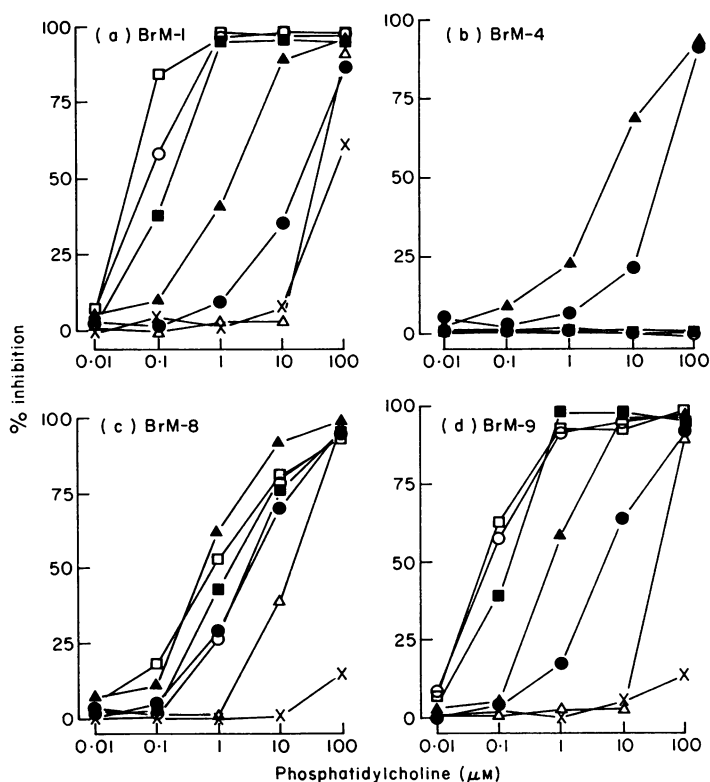 ( a ) BrM-1
( b ) BrM-4
100
75
50
25
0
0·01 0·1 1 10 100
100
75
50
25
0
0·01 0·1 1 10 100
% inhibition
( c ) BrM-8
( d ) BrM-9
100
75
50
25
0
0·01 0·1 1 10 100
100
75
50
25
0
0·01 0·1 1 10 100
Phosphatidylcholine (μM)